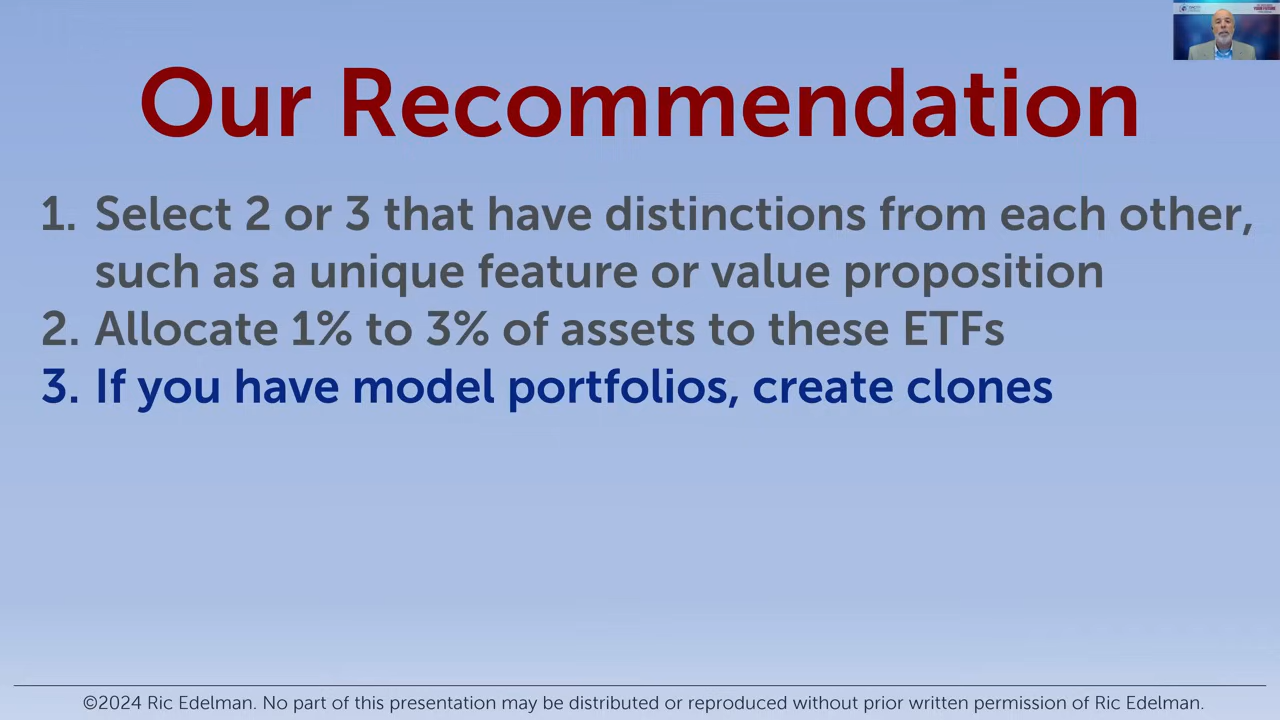 Our Recommendation
1. Select 2 or 3 that have distinctions from each other,
such as a unique feature or value proposition
2. Allocate 1% to 3% of assets to these ETFs
3. If you have model portfolios, create clones
©2024 Ric Edelman. No part of this presentation may be distributed or reproduced without prior written permission of Ric Edelman.